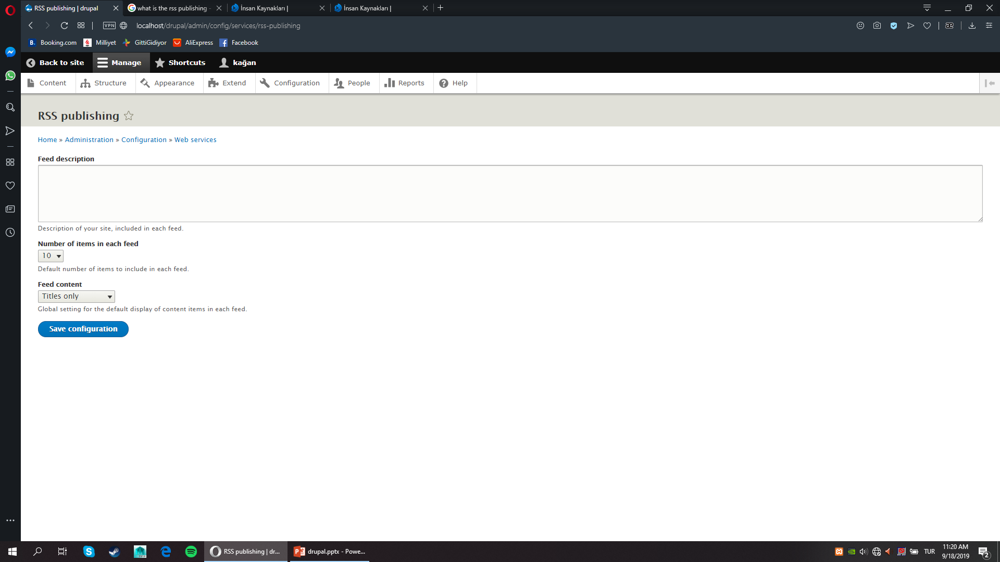 RSS publishing | drupal
what is the rss publishing -
İnsan Kaynakları |
İnsan Kaynakları |
VPN
localhost/drupal/admin/config/services/rss-publishing
B. Booking.com
Milliyet
GittiGidiyor
AliExpress
Facebook
Back to site
Manage
Shortcuts
kağan
Content
Structure
Appearance
Extend
Configuration
People
Reports
Help
RSS publishing
Home » Administration » Configuration » Web services
Feed description
Description of your site, included in each feed.
Number of items in each feed
10
Default number of items to include in each feed.
Feed content
Titles only
Global setting for the default display of content items in each feed.
Save configuration
RSS publishing | dr...
drupal.pptx - Powe...
TUR
11:20 AM
9/18/2019
2